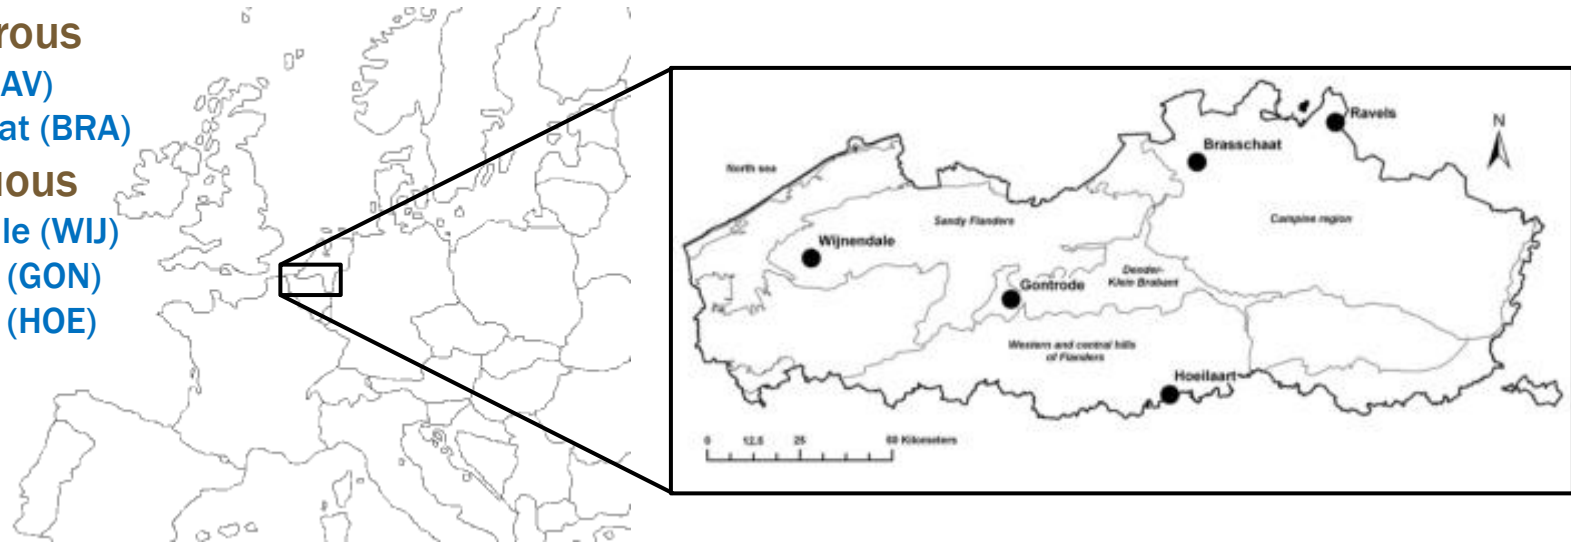 rous
AV)
at (BRA)
uous
le (WIJ)
(GON)
(HOE)
Ravels
N
Brasschaat
North sea
Sandy Flanders
Campine region
Wijnendale
Dender-
Klein Brabant
Gontrode
Western and central hills
of Flanders
Hoeilaart
0 12,5 25 50 Kilometers